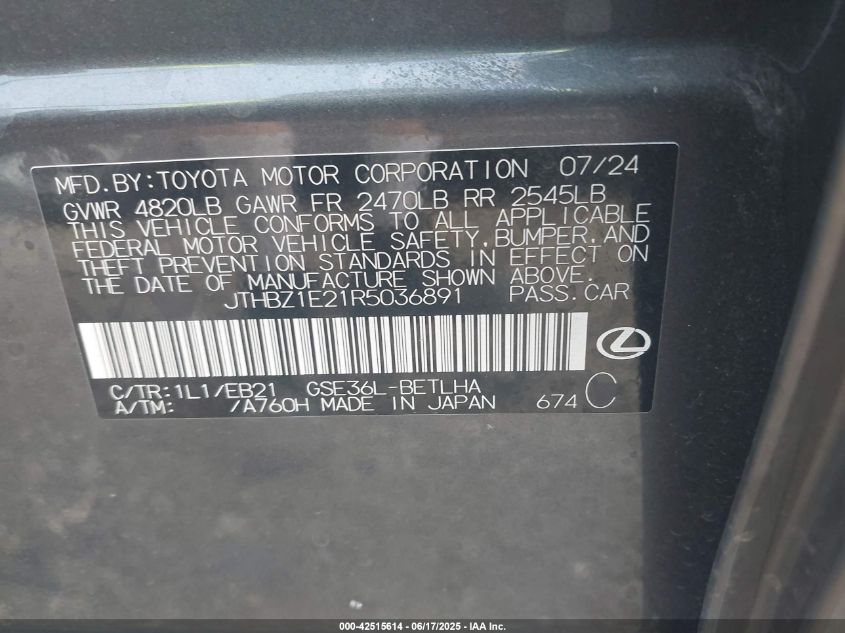 MFD.BY:TOYOTA MOTOR CORPORATION 07/24
GVWR 4820LB GAWR FR 2470LB RR 2545LB
THIS VEHICLE CONFORMS TO ALL APPLICABLE
FEDERAL MOTOR VEHICLE SAFETY,BUMPER,AND
THEFT PREVENTION STANDARDS IN EFFECT ON
THE DATE OF MANUFACTURE SHOWN ABOVE.
JTHBZ1E21R5036891 PASS.CAR
C/TR:1L1/EB21 GSE36L-BETLHA
A/TM: /A760H MADE IN JAPAN 674 C
000-42515614 - 06/17/2025 - IAA Inc.